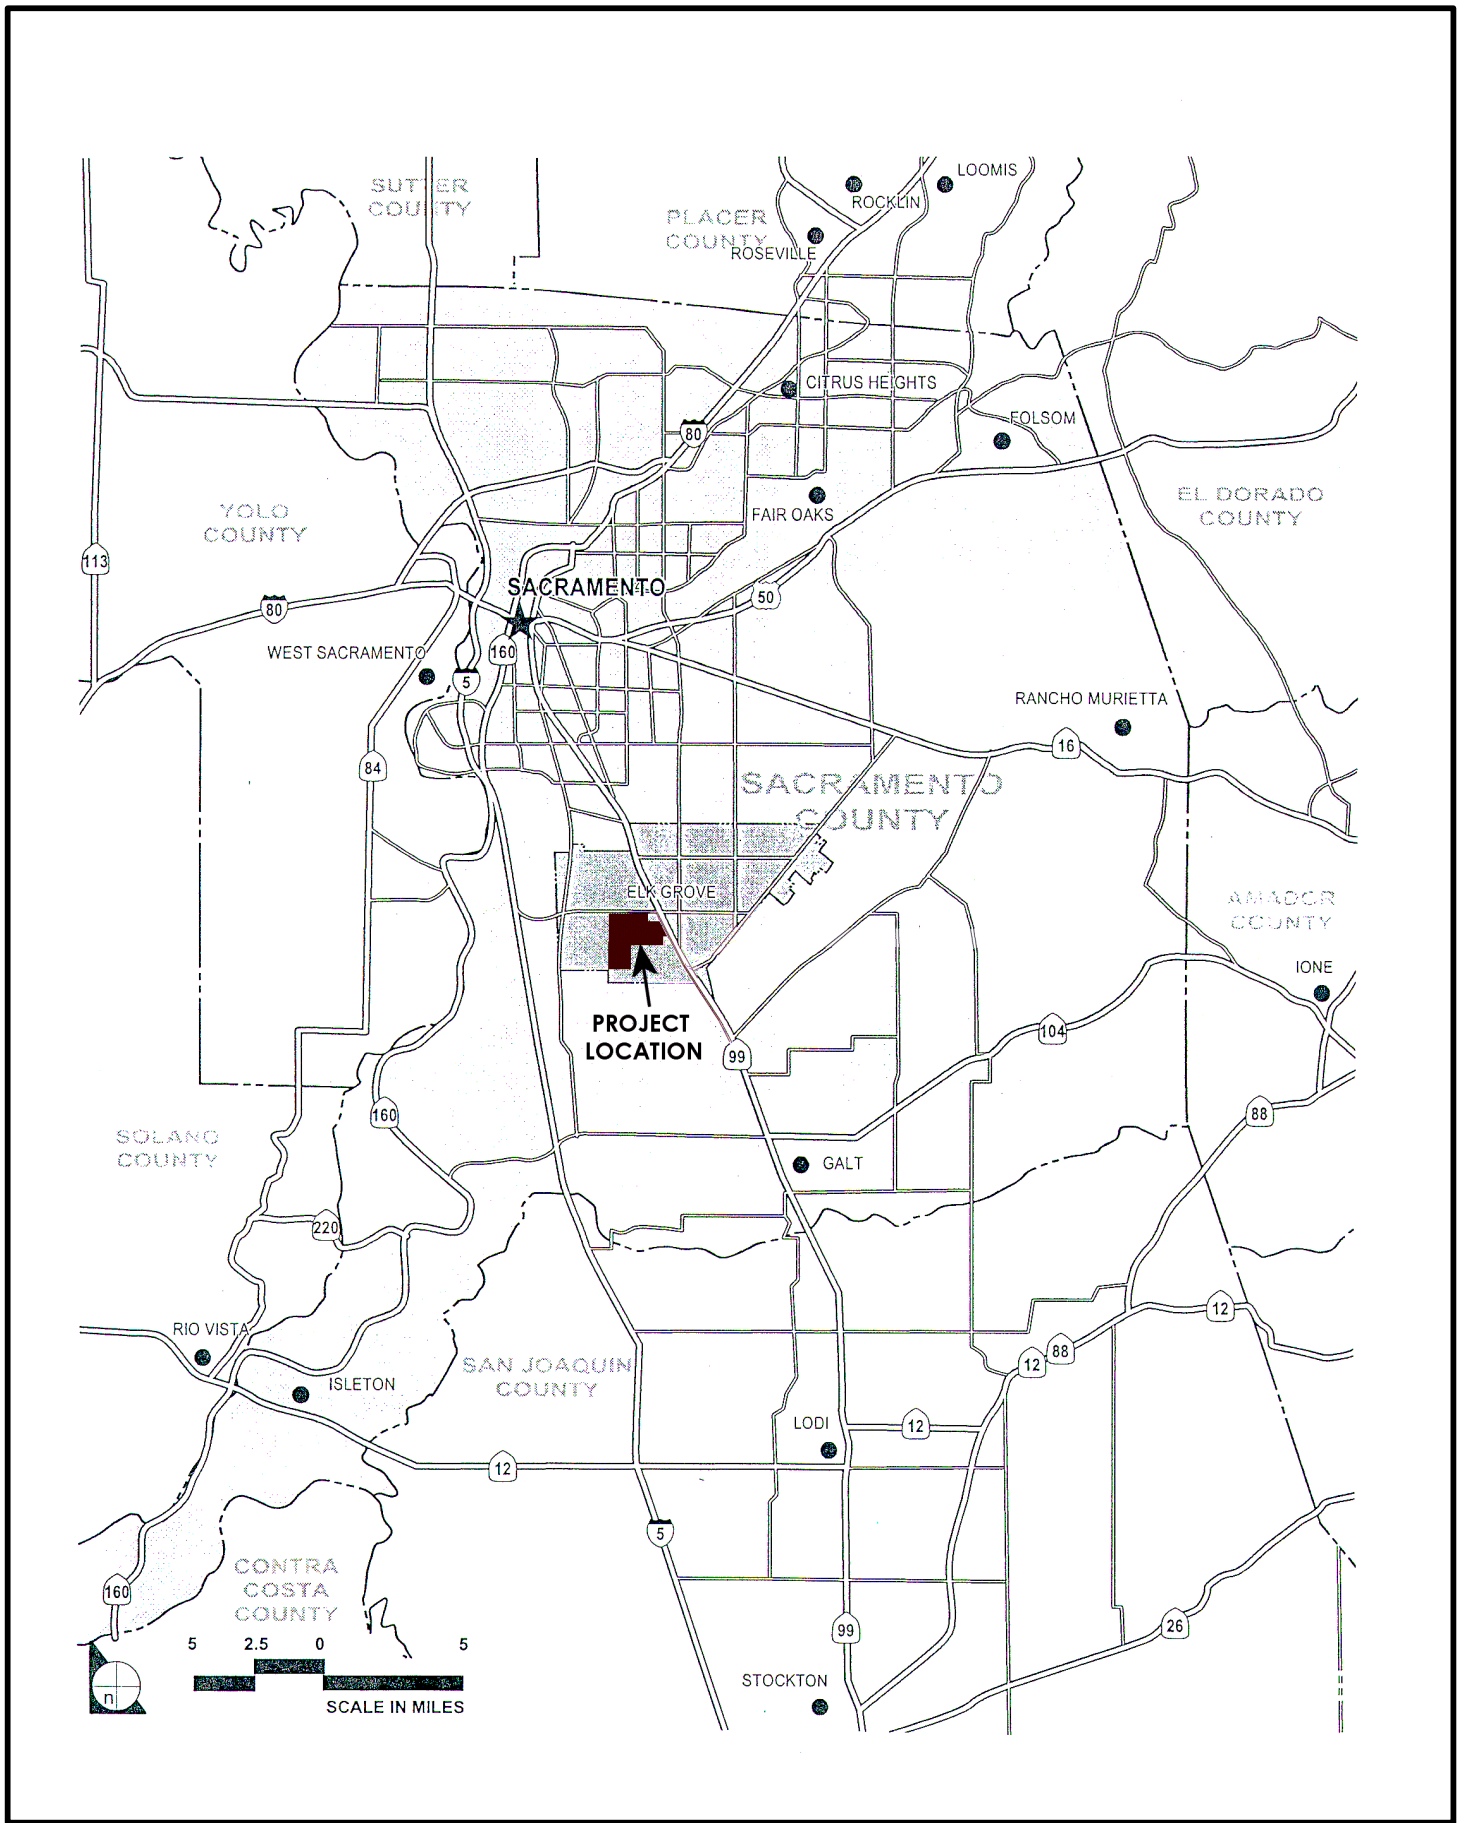 LOOMIS
SUTTER
COUNTY
ROCKLIN
PLACER
COUNTY
ROSEVILLE
CITRUS HEIGHTS
FOLSOM
80
EL DORADO
COUNTY
YOLO
COUNTY
FAIR OAKS
113
SACRAMENTO
50
80
160
WEST SACRAMENTO
5
RANCHO MURIETTA
16
84
SACRAMENTO
COUNTY
ELK GROVE
AMADOR
COUNTY
IONE
PROJECT
LOCATION
104
99
160
88
SOLANO
COUNTY
GALT
220
12
RIO VISTA
88
12
SAN JOAQUIN
COUNTY
ISLETON
LODI
12
12
5
CONTRA
COSTA
COUNTY
160
26
99
5 2.5 0 5
STOCKTON
n
SCALE IN MILES